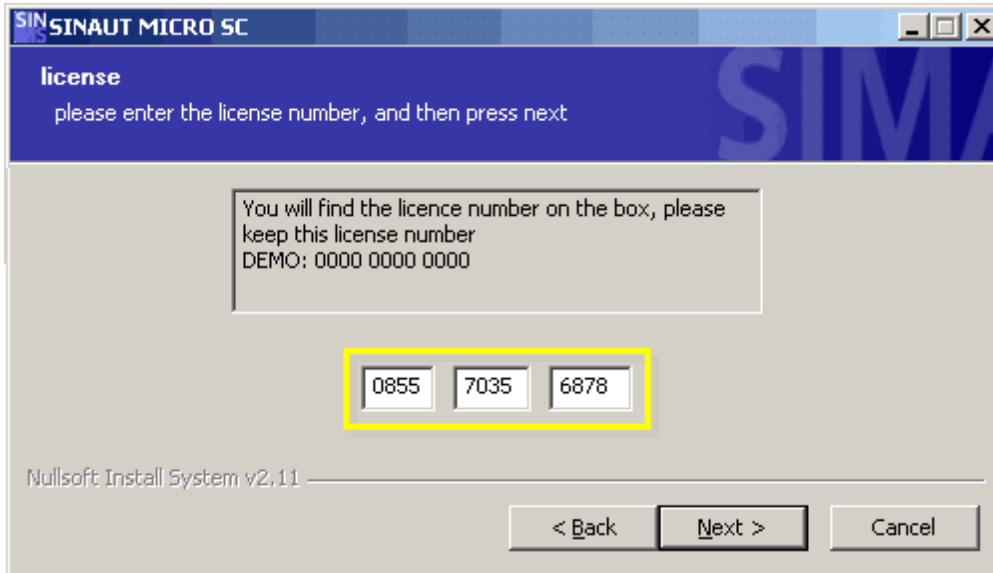 SINAUT MICRO SC
license
please enter the license number, and then press next
SIMA
You will find the licence number on the box, please
keep this license number
DEMO: 0000 0000 0000
0855 7035 6878
Nullsoft Install System v2.11
< Back Next > Cancel